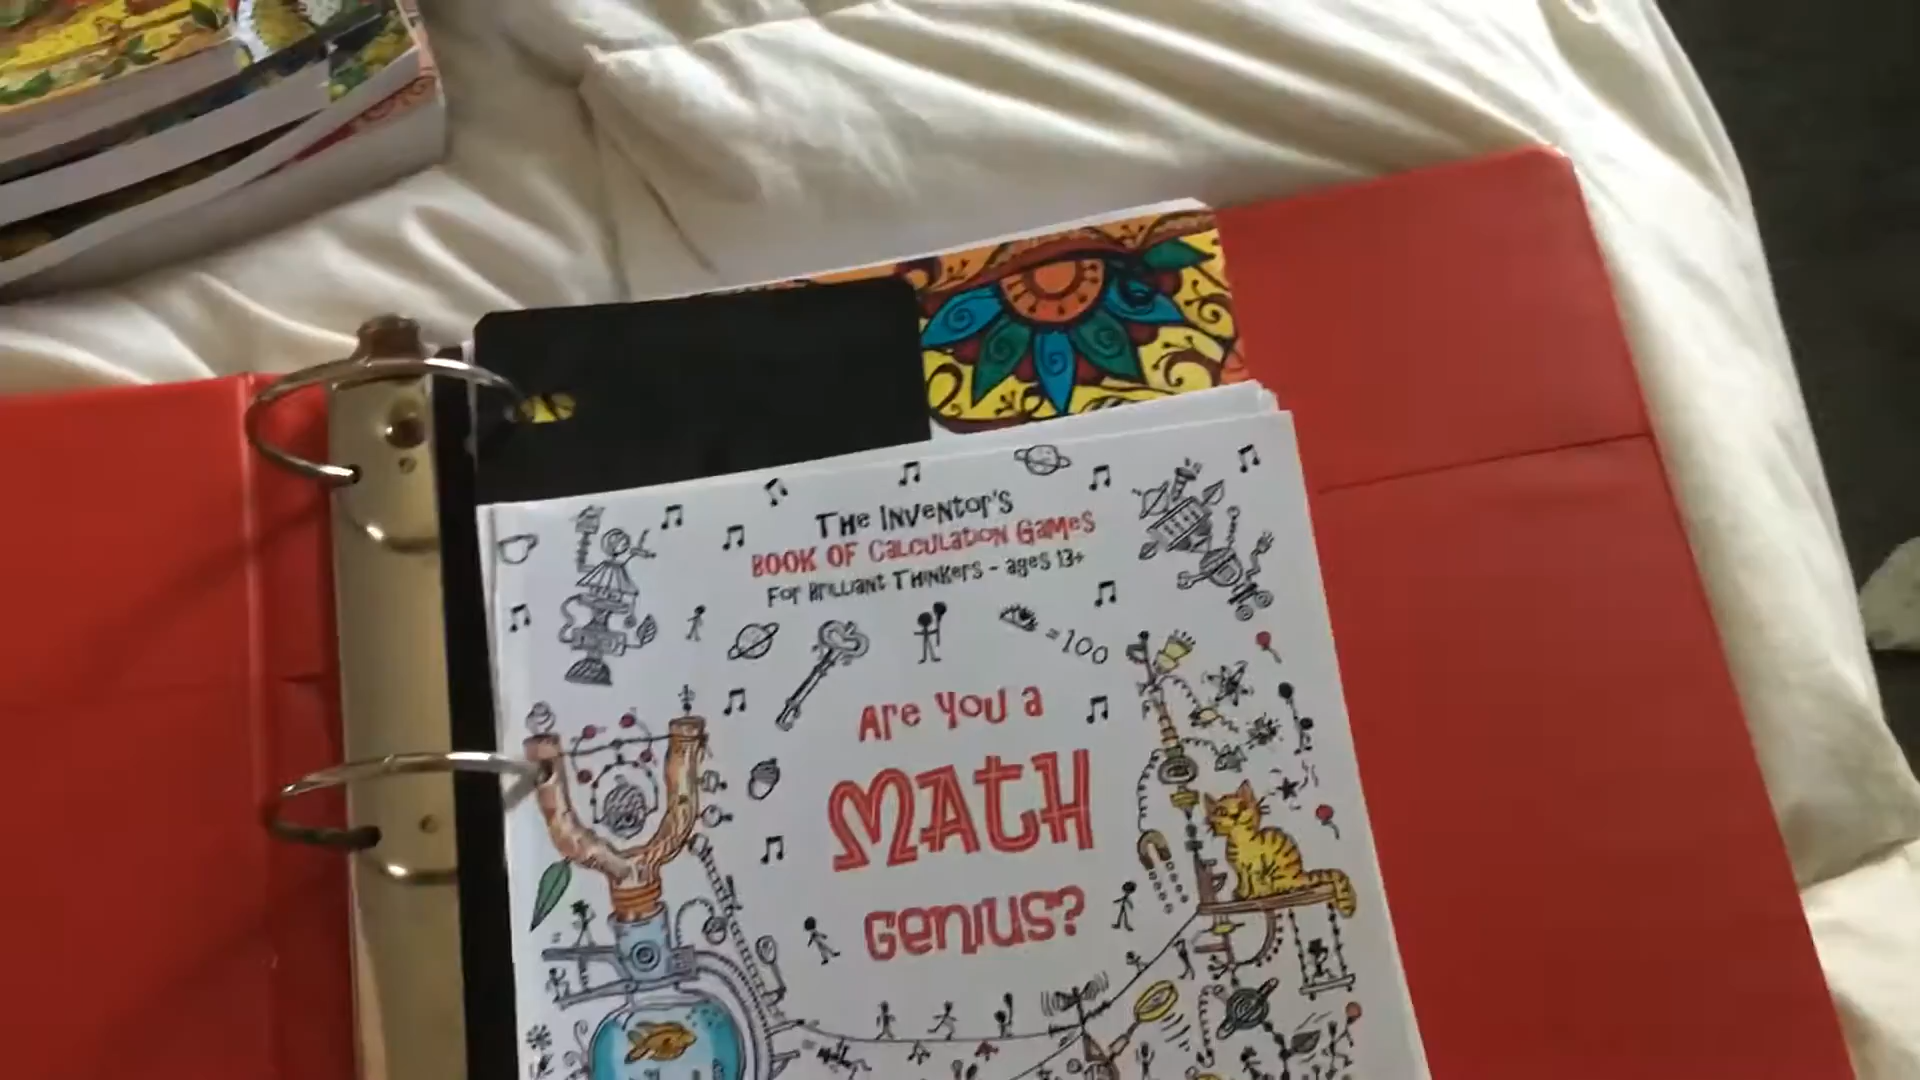 THE INVENTOR'S
BOOK OF CALCULATION GAMES
FOR BRILLIANT THINKERS - AGES 13+
=100
ARE YOU A
MATH
GENIUS?